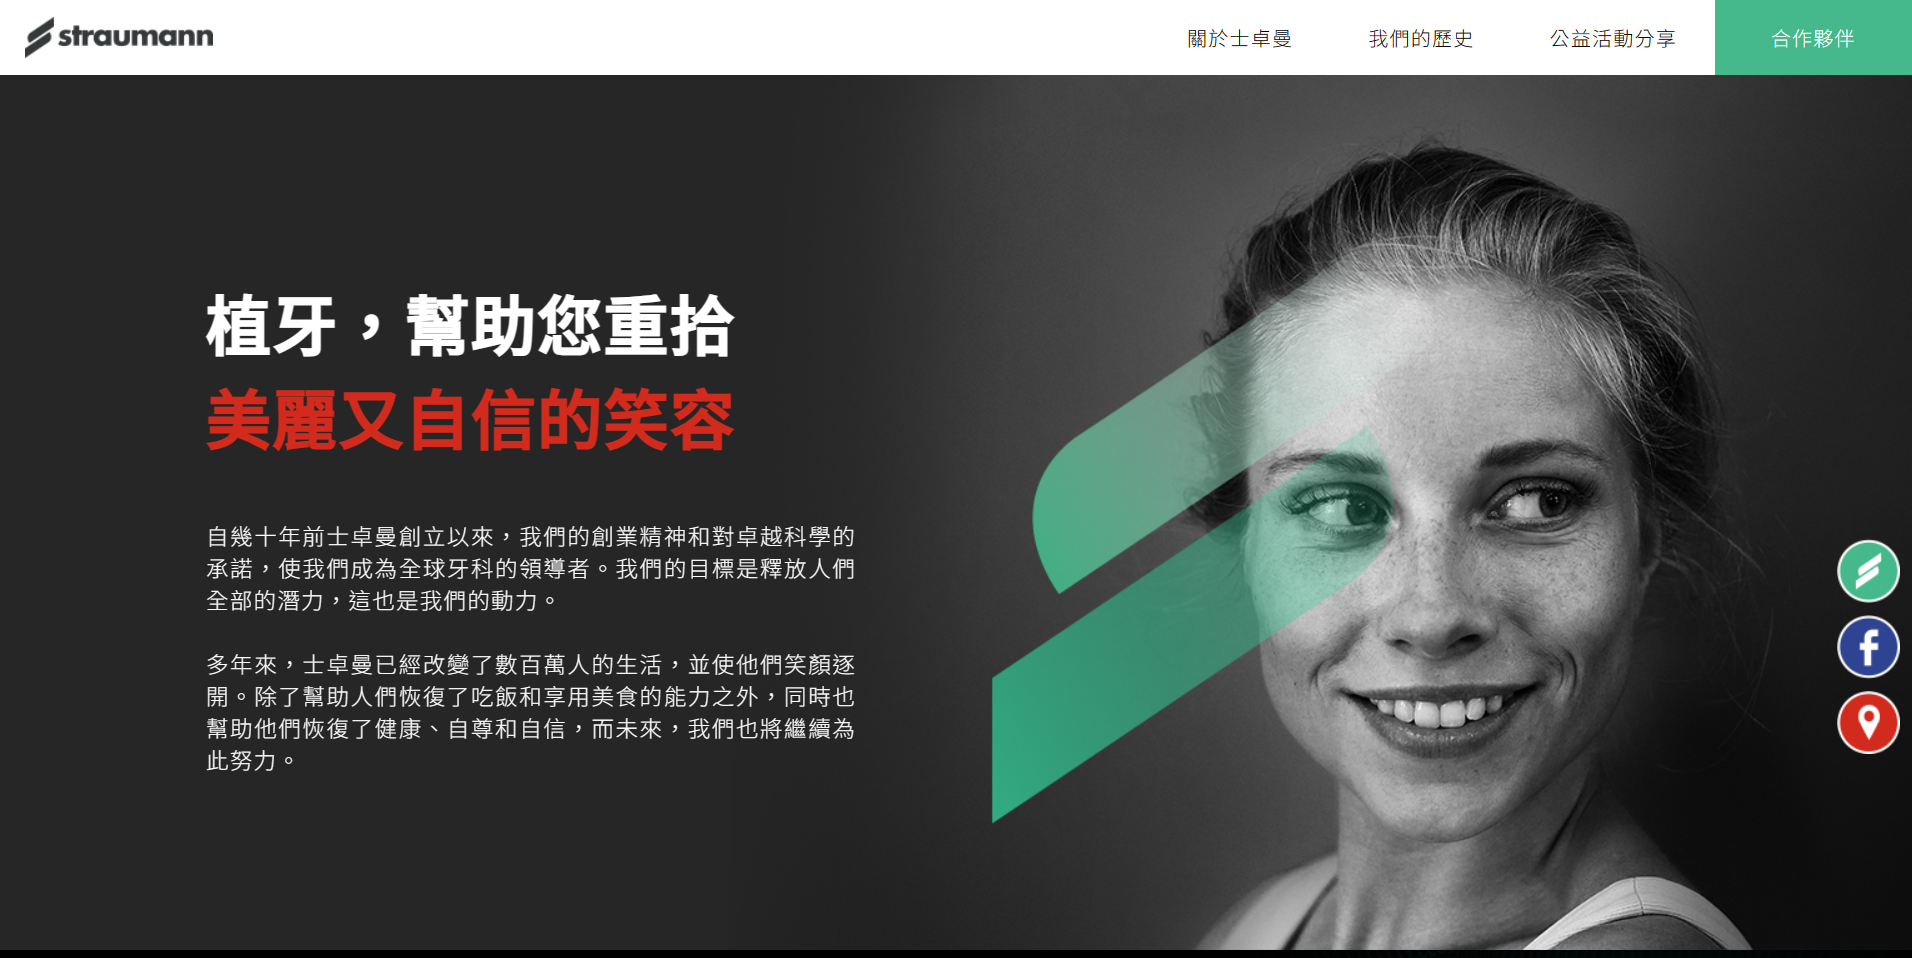 straumann
關於士卓曼
我們的歷史
公益活動分享
合作夥伴
植牙，幫助您重拾
美麗又自信的笑容
自幾十年前士卓曼創立以來，我們的創業精神和對卓越科學的
承諾，使我們成為全球牙科的領導者。我們的目標是釋放人們
全部的潛力，這也是我們的動力。
多年來，士卓曼已經改變了數百萬人的生活，並使他們笑顏逐
開。除了幫助人們恢復了吃飯和享用美食的能力之外，同時也
幫助他們恢復了健康、自尊和自信，而未來，我們也將繼續為
此努力。